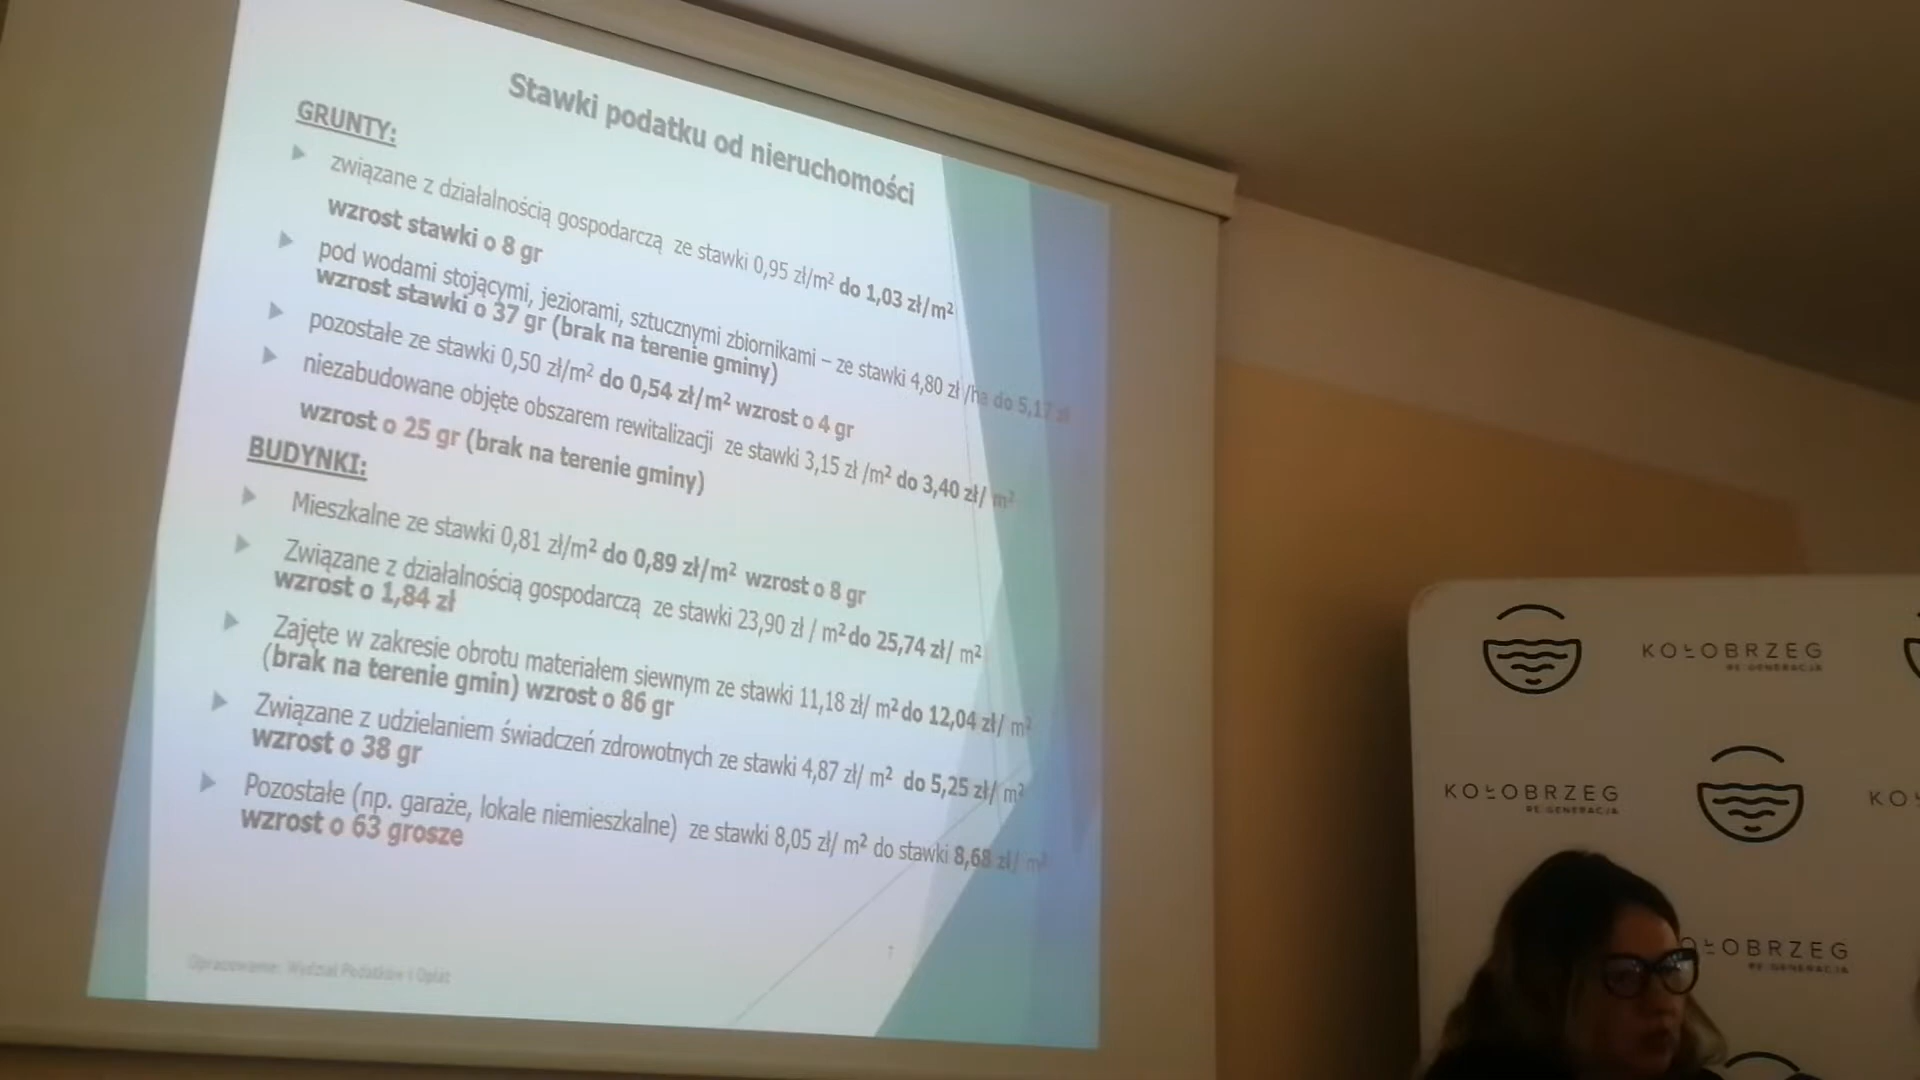 Stawki podatku od nieruchomości
GRUNTY:
związane z działalnością gospodarczą ze stawki 0,95 zł/m² do 1,03 zł/m²
wzrost stawki o 8 gr
pod wodami stojącymi, jeziorami, sztucznymi zbiornikami – ze stawki 4,80 zł /ha do 5,17 zł
wzrost stawki o 37 gr (brak na terenie gminy)
pozostałe ze stawki 0,50 zł/m² do 0,54 zł/m² wzrost o 4 gr
niezabudowane objęte obszarem rewitalizacji ze stawki 3,15 zł /m² do 3,40 zł/ m²
wzrost o 25 gr (brak na terenie gminy)
BUDYNKI:
Mieszkalne ze stawki 0,81 zł/m² do 0,89 zł/m² wzrost o 8 gr
Związane z działalnością gospodarczą ze stawki 23,90 zł / m² do 25,74 zł/ m²
wzrost o 1,84 zł
Zajęte w zakresie obrotu materiałem siewnym ze stawki 11,18 zł/ m² do 12,04 zł/ m²
(brak na terenie gmin) wzrost o 86 gr
Związane z udzielaniem świadczeń zdrowotnych ze stawki 4,87 zł/ m² do 5,25 zł/ m²
wzrost o 38 gr
Pozostałe (np. garaże, lokale niemieszkalne) ze stawki 8,05 zł/ m² do stawki 8,68 zł/ m²
wzrost o 63 grosze
Opracowanie: Wydział Podatków i Opłat
KOŁOBRZEG
RE:GENERACJA
KOŁOBRZEG
RE:GENERACJA
KOŁ
OŁOBRZEG
RE:GENERACJA